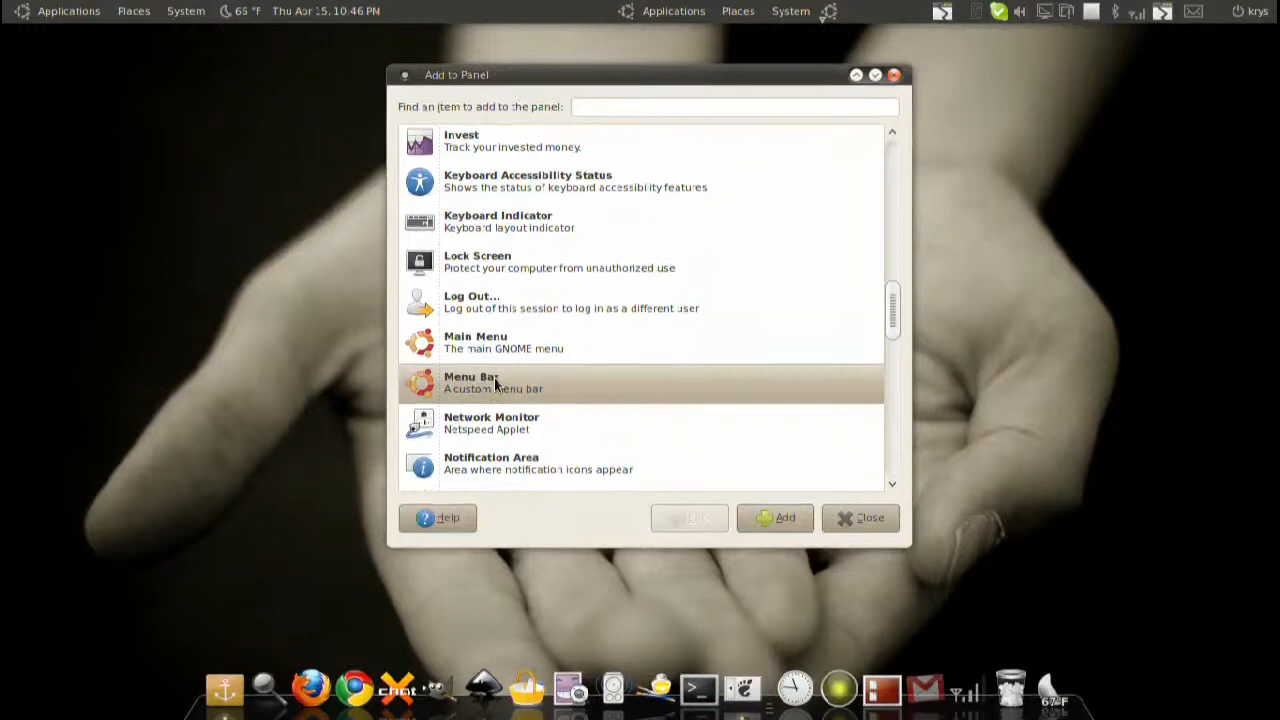 Applications Places System 66 °F Thu Apr 15, 10:46 PM Applications Places System krys
Add to Panel
Find an item to add to the panel:
Invest
Track your invested money.
Keyboard Accessibility Status
Shows the status of keyboard accessibility features
Keyboard Indicator
Keyboard layout indicator
Lock Screen
Protect your computer from unauthorized use
Log Out...
Log out of this session to log in as a different user
Main Menu
The main GNOME menu
Menu Bar
A custom menu bar
Network Monitor
Netspeed Applet
Notification Area
Area where notification icons appear
Help Add Close
chat
67°F